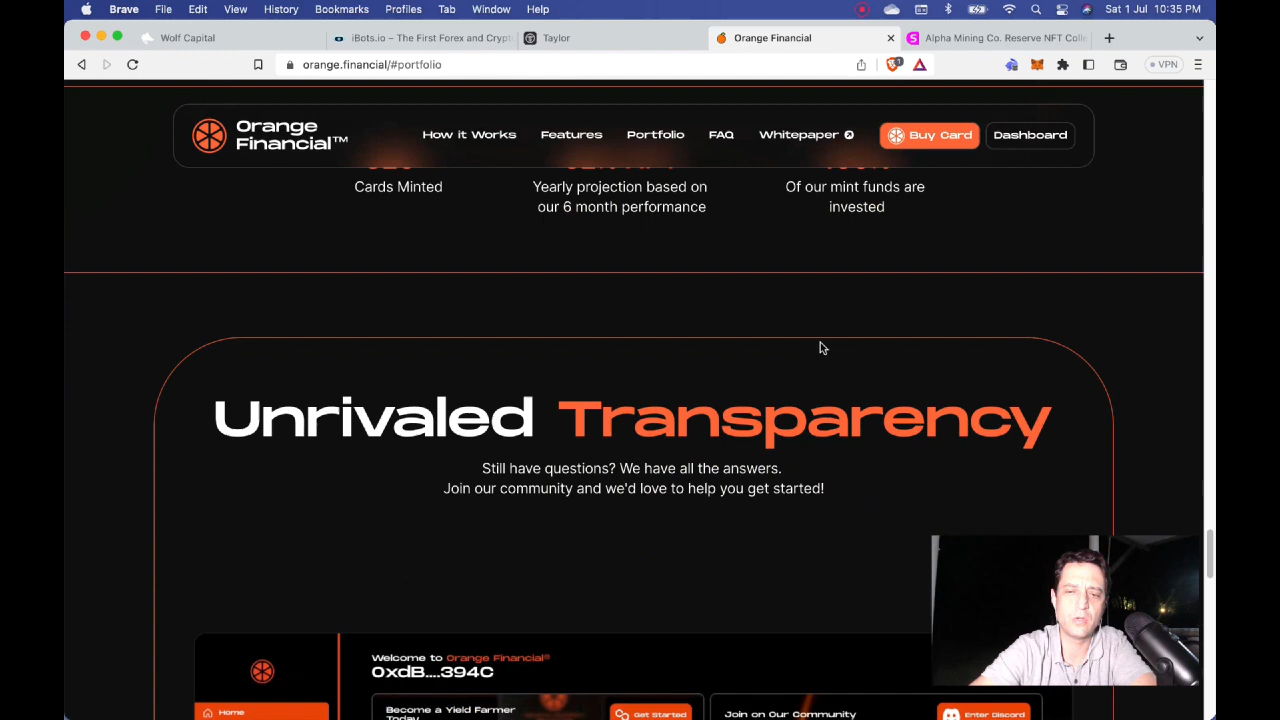 Brave File Edit View History Bookmarks Profiles Tab Window Help Sat 1 Jul 10:35 PM
Wolf Capital iBots.io – The First Forex and Crypt Taylor Orange Financial Alpha Mining Co. Reserve NFT Coll
orange.financial/#portfolio VPN
Orange
Financial™
How it Works Features Portfolio FAQ Whitepaper Buy Card Dashboard
Cards Minted
Yearly projection based on
our 6 month performance
Of our mint funds are
invested
Unrivaled Transparency
Still have questions? We have all the answers.
Join our community and we'd love to help you get started!
Welcome to Orange Financial®
0xdB....394C
Home
Become a Yield Farmer
Today
Get Started
Join on Our Community
Enter Discord